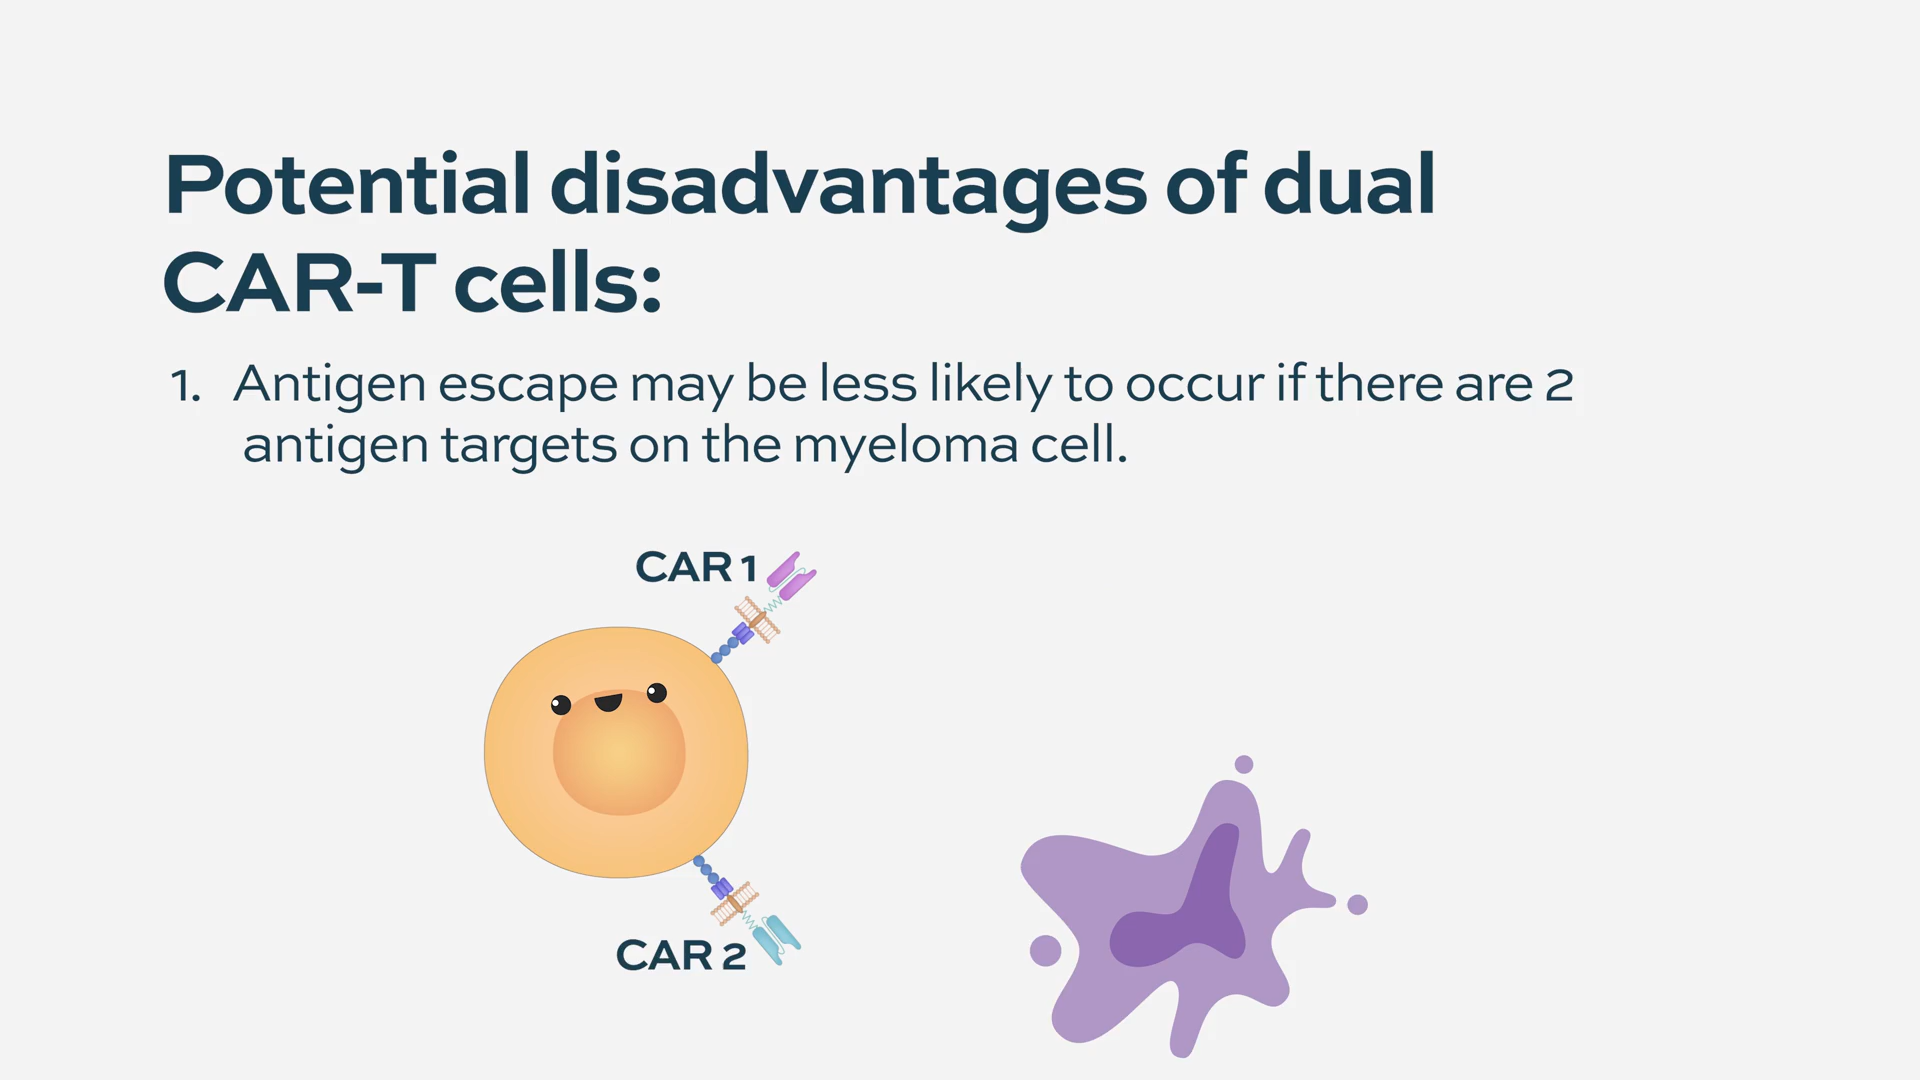 Potential disadvantages of dual
CAR-T cells:
1. Antigen escape may be less likely to occur if there are 2
antigen targets on the myeloma cell.
CAR 1
CAR 2